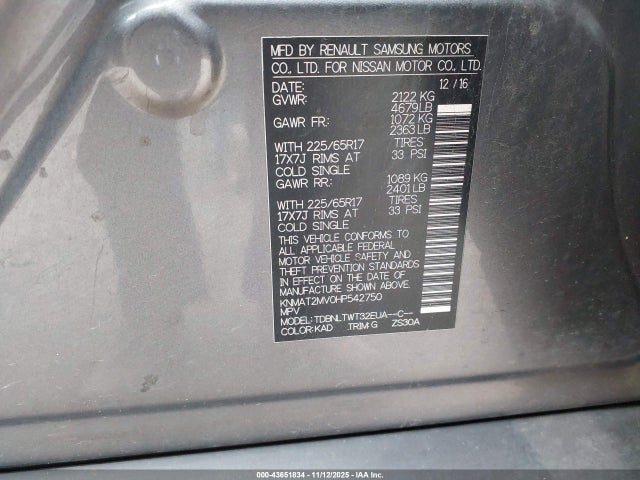 MFD BY RENAULT SAMSUNG MOTORS
CO., LTD. FOR NISSAN MOTOR CO., LTD.
DATE: 12/16
GVWR: 2122 KG
4679 LB
GAWR FR: 1072 KG
2363 LB
WITH 225/65R17 TIRES
17X7J RIMS AT 33 PSI
COLD SINGLE
GAWR RR: 1089 KG
2401 LB
WITH 225/65R17 TIRES
17X7J RIMS AT 33 PSI
COLD SINGLE
THIS VEHICLE CONFORMS TO
ALL APPLICABLE FEDERAL
MOTOR VEHICLE SAFETY AND
THEFT PREVENTION STANDARDS
IN EFFECT ON THE DATE OF
MANUFACTURE SHOWN ABOVE.
KNMAT2MV0HP542750
MPV
MODEL: TDBNLTWT32EUA--C--
COLOR: KAD .TRIM: G ZS30A
000-43651834 - 11/12/2025 - IAAI, Inc.